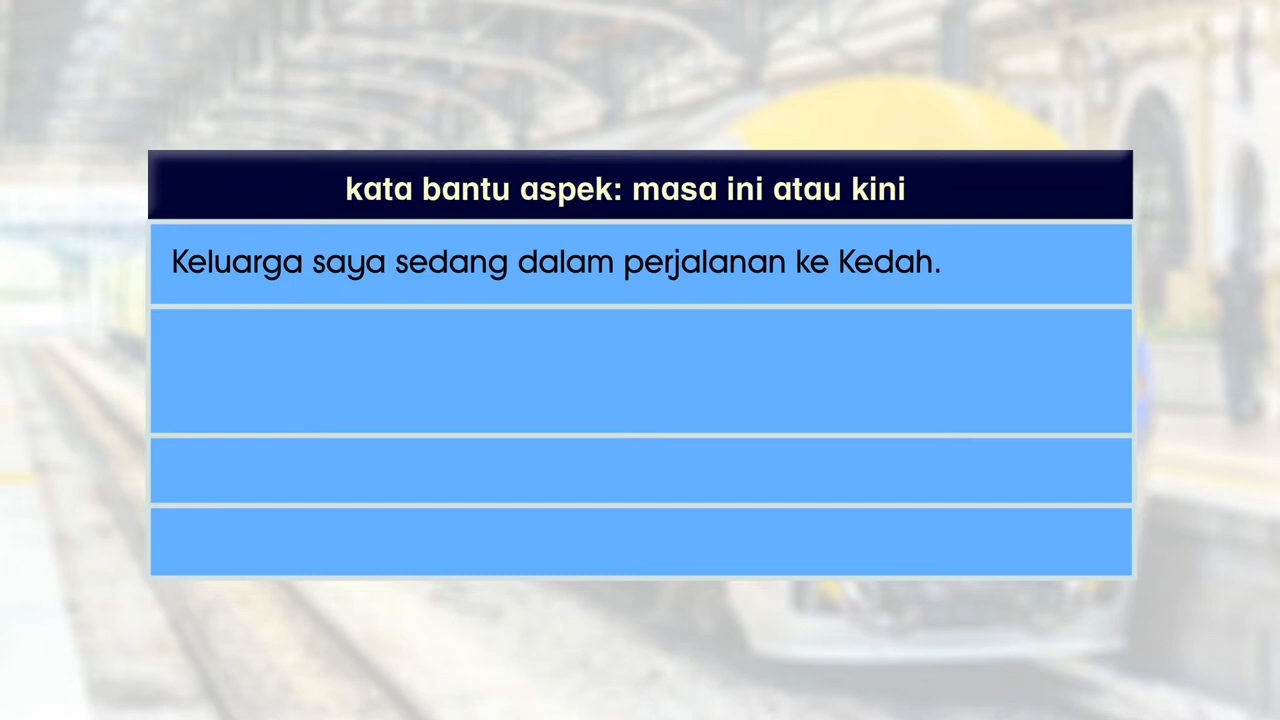 kata bantu aspek: masa ini atau kini
Keluarga saya sedang dalam perjalanan ke Kedah.